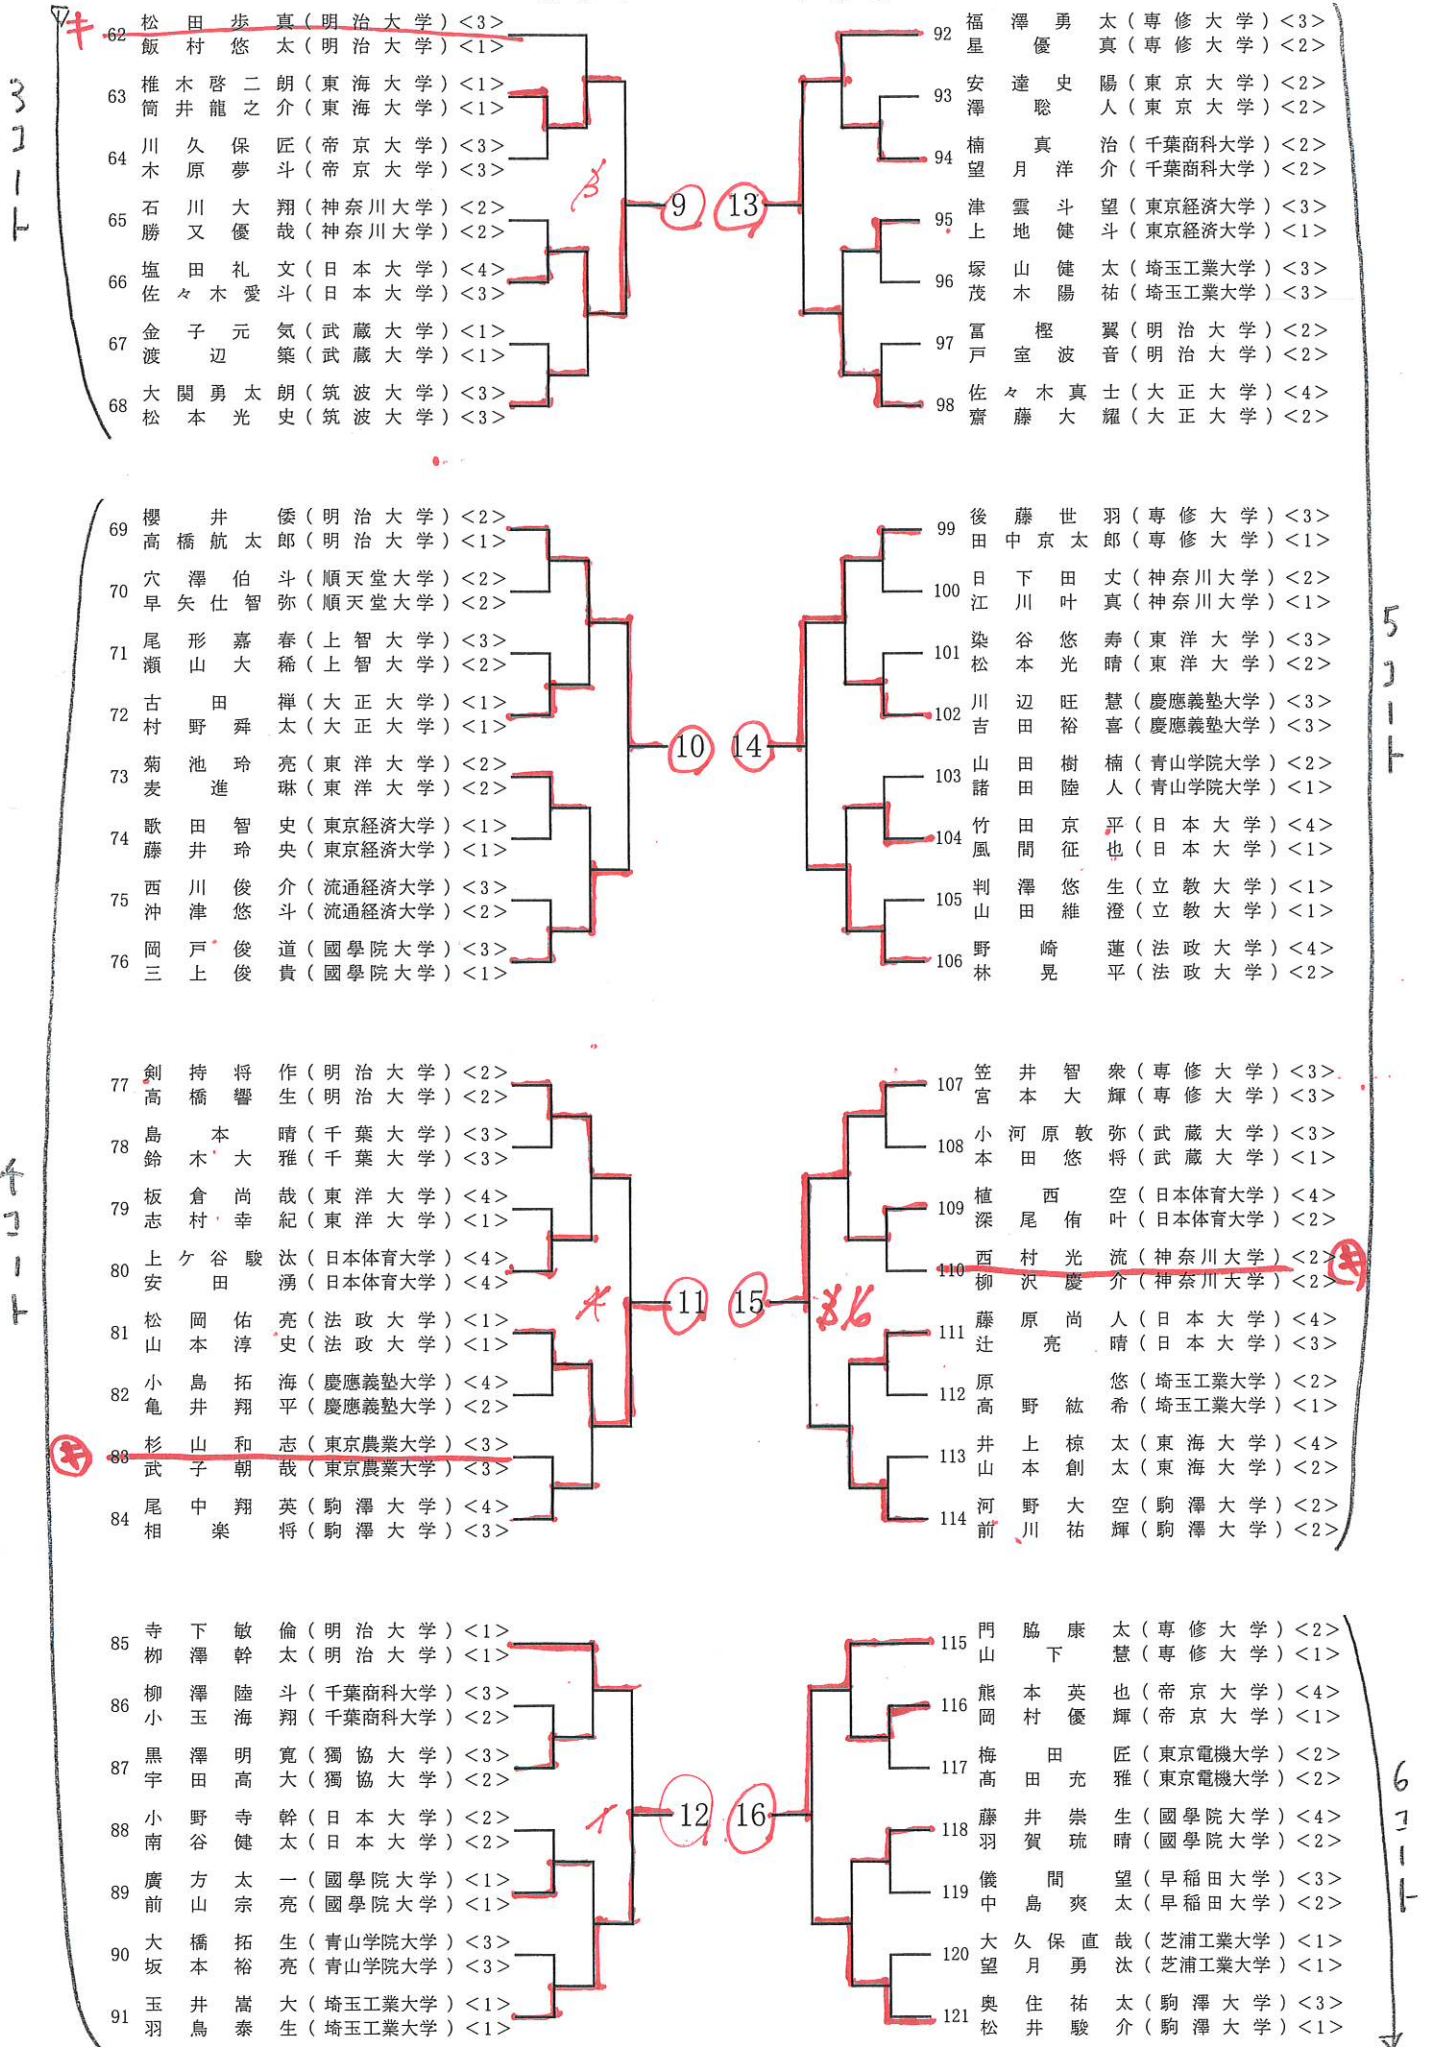 3コート
キ
62 松田歩真(明治大学)<3>
飯村悠太(明治大学)<1>
63 椎木啓二朗(東海大学)<1>
筒井龍之介(東海大学)<1>
64 川久保匠(帝京大学)<3>
木原夢斗(帝京大学)<3>
65 石川大翔(神奈川大学)<2>
勝又優哉(神奈川大学)<2>
66 塩田礼文(日本大学)<4>
佐々木愛斗(日本大学)<3>
67 金子元気(武蔵大学)<1>
渡辺築(武蔵大学)<1>
68 大関勇太朗(筑波大学)<3>
松本光史(筑波大学)<3>
9
4コート
69 櫻井倭(明治大学)<2>
高橋航太郎(明治大学)<1>
70 穴澤伯斗(順天堂大学)<2>
早矢仕智弥(順天堂大学)<2>
71 尾形嘉春(上智大学)<3>
瀬山大稀(上智大学)<2>
72 古田禅(大正大学)<1>
村野舜太(大正大学)<1>
73 菊池玲亮(東洋大学)<2>
麦進琳(東洋大学)<2>
74 歌田智史(東京経済大学)<1>
藤井玲央(東京経済大学)<1>
75 西川俊介(流通経済大学)<3>
沖津悠斗(流通経済大学)<2>
76 岡戸俊道(國學院大学)<3>
三上俊貴(國學院大学)<1>
10
77 剣持将作(明治大学)<2>
高橋響生(明治大学)<2>
78 島本晴(千葉大学)<3>
鈴木大雅(千葉大学)<3>
79 板倉尚哉(東洋大学)<4>
志村幸紀(東洋大学)<1>
80 上ケ谷駿汰(日本体育大学)<4>
安田湧(日本体育大学)<4>
81 松岡佑亮(法政大学)<1>
山本淳史(法政大学)<1>
82 小島拓海(慶應義塾大学)<4>
亀井翔平(慶應義塾大学)<2>
キ
83 杉山和志(東京農業大学)<3>
武子朝哉(東京農業大学)<3>
84 尾中翔英(駒澤大学)<4>
相楽将(駒澤大学)<3>
11
85 寺下敏倫(明治大学)<1>
栁澤幹太(明治大学)<1>
86 柳澤陸斗(千葉商科大学)<3>
小玉海翔(千葉商科大学)<2>
87 黒澤明寛(獨協大学)<3>
宇田高大(獨協大学)<2>
88 小野寺幹(日本大学)<2>
南谷健太(日本大学)<2>
89 廣方太一(國學院大学)<1>
前山宗亮(國學院大学)<1>
90 大橋拓生(青山学院大学)<3>
坂本裕亮(青山学院大学)<3>
91 玉井嵩大(埼玉工業大学)<1>
羽鳥泰生(埼玉工業大学)<1>
12
5コート
92 福澤勇太(専修大学)<3>
星優真(専修大学)<2>
93 安達史陽(東京大学)<2>
澤聡人(東京大学)<2>
94 楠真治(千葉商科大学)<2>
望月洋介(千葉商科大学)<2>
95 津雲斗望(東京経済大学)<3>
上地健斗(東京経済大学)<1>
96 塚山健太(埼玉工業大学)<3>
茂木陽祐(埼玉工業大学)<3>
97 冨樫翼(明治大学)<2>
戸室波音(明治大学)<2>
98 佐々木真士(大正大学)<4>
齋藤大耀(大正大学)<2>
13
99 後藤世羽(専修大学)<3>
田中京太郎(専修大学)<1>
100 日下田丈(神奈川大学)<2>
江川叶真(神奈川大学)<1>
101 染谷悠寿(東洋大学)<3>
松本光晴(東洋大学)<2>
102 川辺旺慧(慶應義塾大学)<3>
吉田裕喜(慶應義塾大学)<3>
103 山田樹楠(青山学院大学)<2>
諸田陸人(青山学院大学)<1>
104 竹田京平(日本大学)<4>
風間征也(日本大学)<1>
105 判澤悠生(立教大学)<1>
山田維澄(立教大学)<1>
106 野崎蓮(法政大学)<4>
林晃平(法政大学)<2>
14
107 笠井智衆(専修大学)<3>
宮本大輝(専修大学)<3>
108 小河原敦弥(武蔵大学)<3>
本田悠将(武蔵大学)<1>
109 植西空(日本体育大学)<4>
深尾侑叶(日本体育大学)<2>
110 西村光流(神奈川大学)<2>
柳沢慶介(神奈川大学)<2>
キ
111 藤原尚人(日本大学)<4>
辻亮晴(日本大学)<3>
112 原悠(埼玉工業大学)<2>
高野紘希(埼玉工業大学)<1>
113 井上椋太(東海大学)<4>
山本創太(東海大学)<2>
114 河野大空(駒澤大学)<2>
前川祐輝(駒澤大学)<2>
15
6コート
115 門脇康太(専修大学)<2>
山下慧(専修大学)<1>
116 熊本英也(帝京大学)<4>
岡村優輝(帝京大学)<1>
117 梅田匠(東京電機大学)<2>
髙田充雅(東京電機大学)<2>
118 藤井崇生(國學院大学)<4>
羽賀琉晴(國學院大学)<2>
119 儀間望(早稲田大学)<3>
中島爽太(早稲田大学)<2>
120 大久保直哉(芝浦工業大学)<1>
望月勇汰(芝浦工業大学)<1>
121 奥住祐太(駒澤大学)<3>
松井駿介(駒澤大学)<1>
16